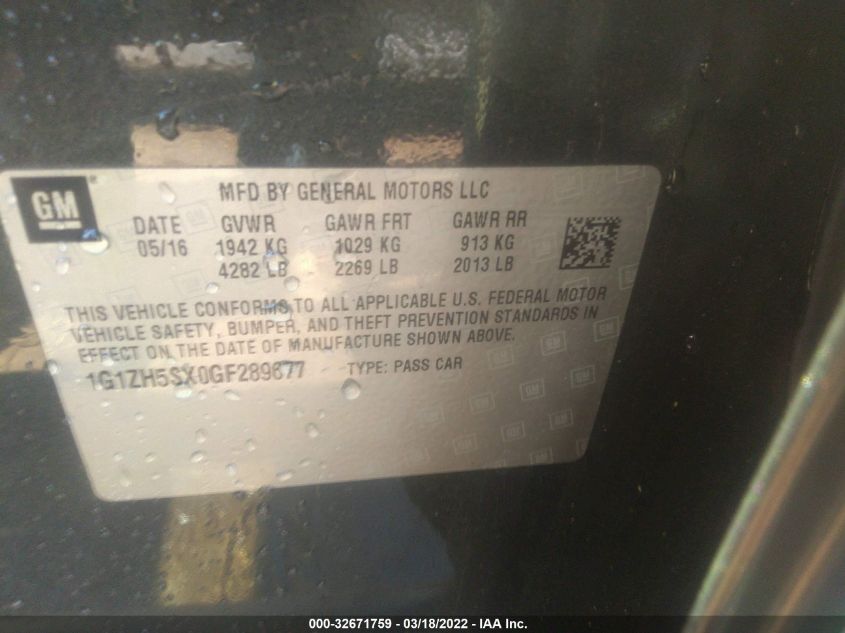 GM
MFD BY GENERAL MOTORS LLC
DATE GVWR GAWR FRT GAWR RR
05/16 1942 KG 1029 KG 913 KG
4282 LB 2269 LB 2013 LB
THIS VEHICLE CONFORMS TO ALL APPLICABLE U.S. FEDERAL MOTOR
VEHICLE SAFETY, BUMPER, AND THEFT PREVENTION STANDARDS IN
EFFECT ON THE DATE OF MANUFACTURE SHOWN ABOVE.
1G1ZH5SX0GF289677 TYPE: PASS CAR
000-32671759 — 03/18/2022 — IAA Inc.